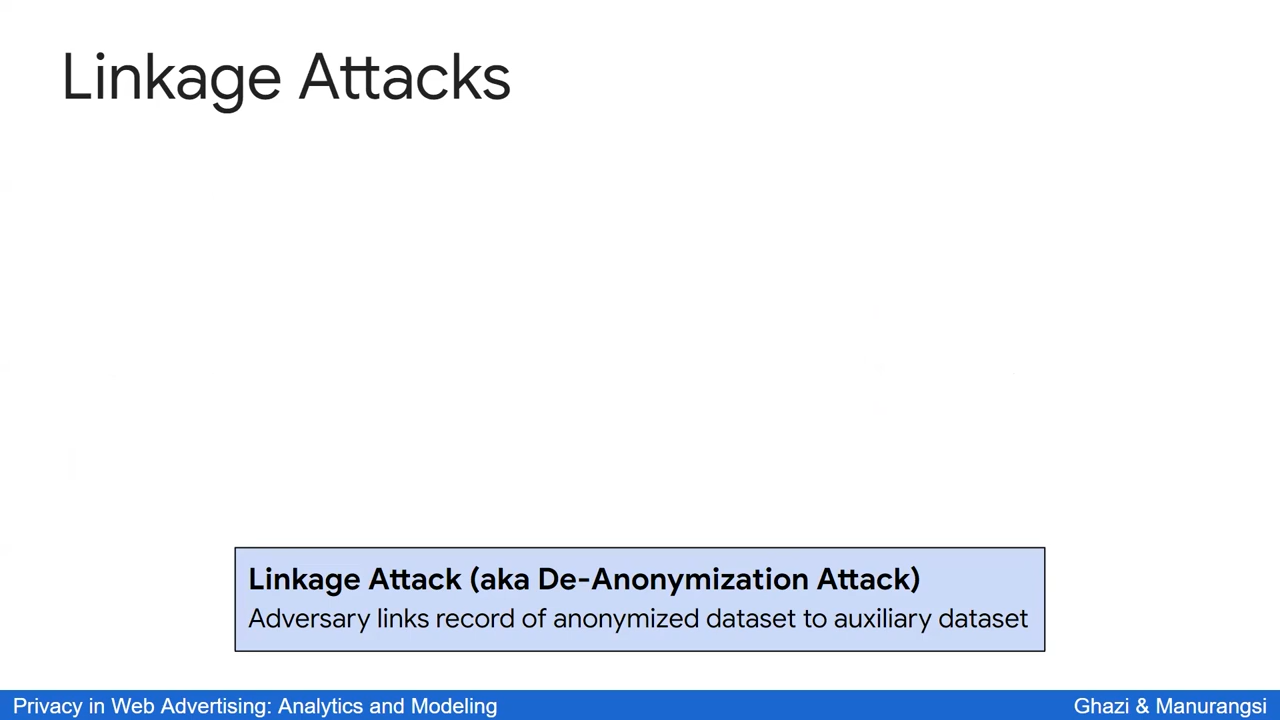 Linkage Attacks
Linkage Attack (aka De-Anonymization Attack)
Adversary links record of anonymized dataset to auxiliary dataset
Privacy in Web Advertising: Analytics and Modeling
Ghazi & Manurangsi